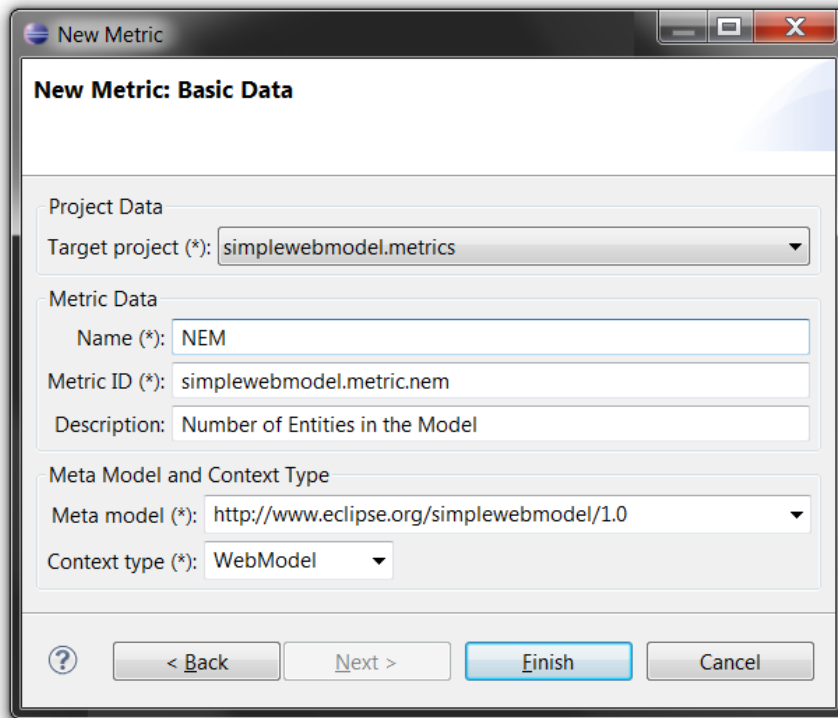 New Metric
New Metric: Basic Data
Project Data
Target project (*): simplewebmodel.metrics
Metric Data
Name (*): NEM
Metric ID (*): simplewebmodel.metric.nem
Description: Number of Entities in the Model
Meta Model and Context Type
Meta model (*): http://www.eclipse.org/simplewebmodel/1.0
Context type (*): WebModel
? < Back Next > Finish Cancel